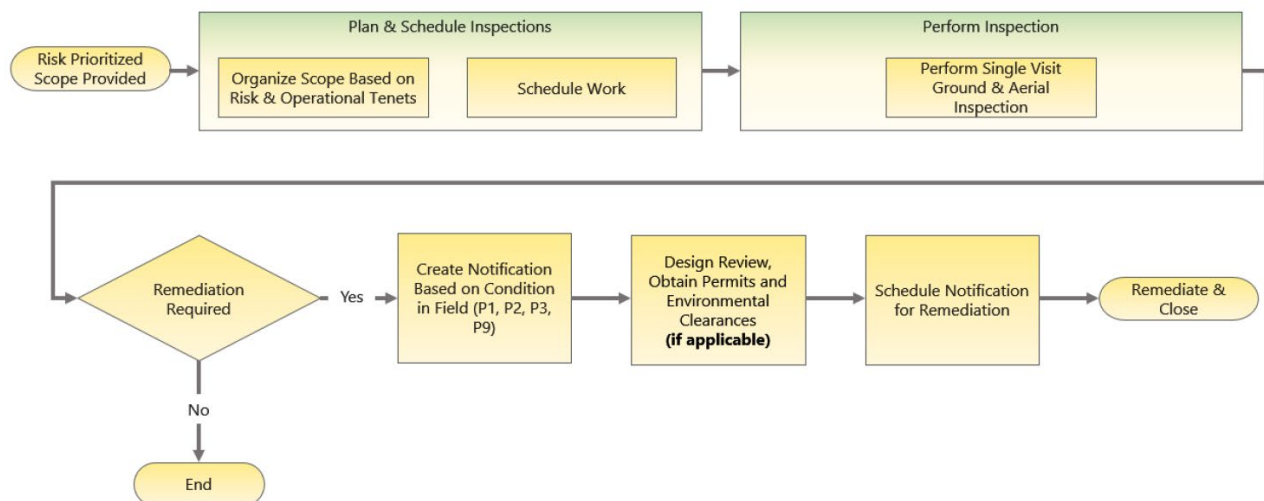 Plan & Schedule Inspections
Perform Inspection
Risk Prioritized
Scope Provided
Organize Scope Based on
Risk & Operational Tenets
Schedule Work
Perform Single Visit
Ground & Aerial
Inspection
Remediation
Required
Yes
Create Notification
Based on Condition
in Field (P1, P2, P3,
P9)
Design Review,
Obtain Permits and
Environmental
Clearances
(if applicable)
Schedule Notification
for Remediation
Remediate &
Close
No
End